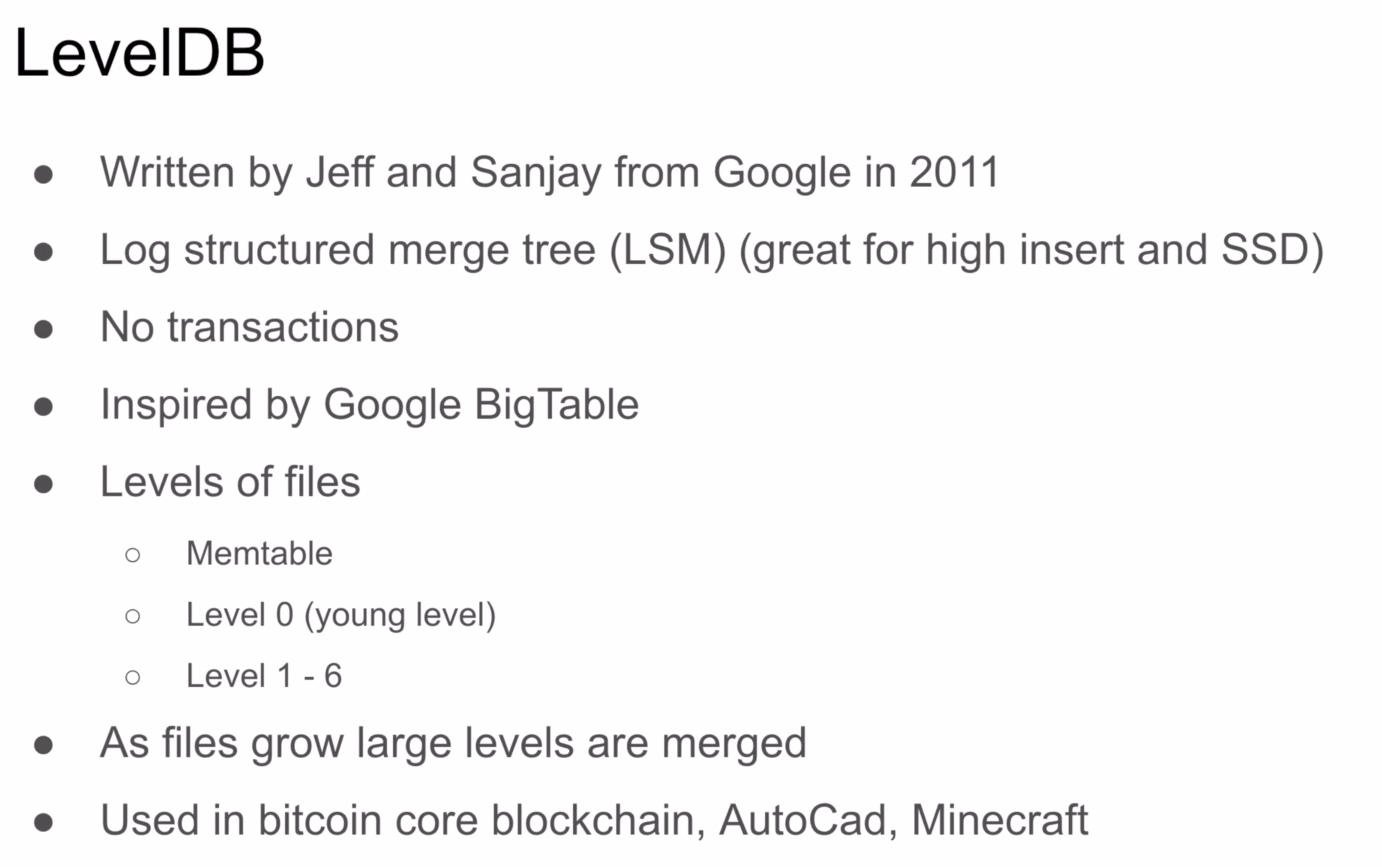 LevelDB
● Written by Jeff and Sanjay from Google in 2011
● Log structured merge tree (LSM) (great for high insert and SSD)
● No transactions
● Inspired by Google BigTable
● Levels of files
○ Memtable
○ Level 0 (young level)
○ Level 1 - 6
● As files grow large levels are merged
● Used in bitcoin core blockchain, AutoCad, Minecraft